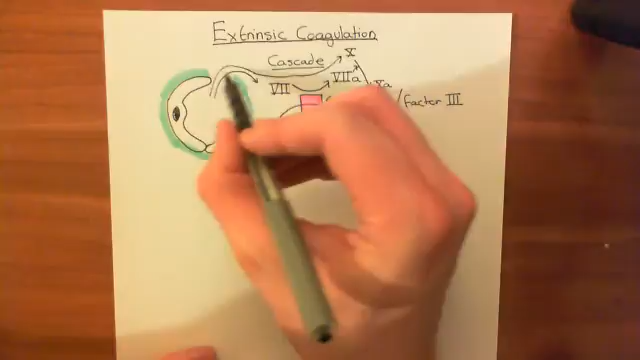 Extrinsic Coagulation
Cascade
X
VII
VIIa
Xa
/Factor III